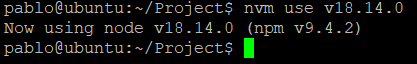 pablo@ubuntu:~/Project$ nvm use v18.14.0
Now using node v18.14.0 (npm v9.4.2)
pablo@ubuntu:~/Project$